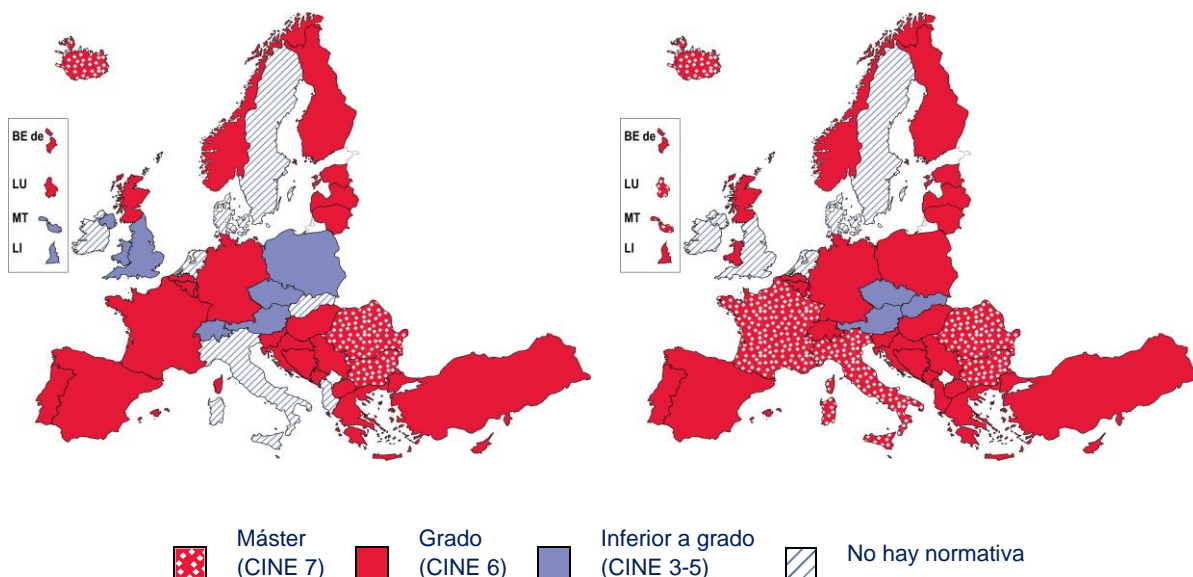 BE de
LU
MT
LI
BE de
LU
MT
LI
Máster
(CINE 7)
Grado
(CINE 6)
Inferior a grado
(CINE 3-5)
No hay normativa